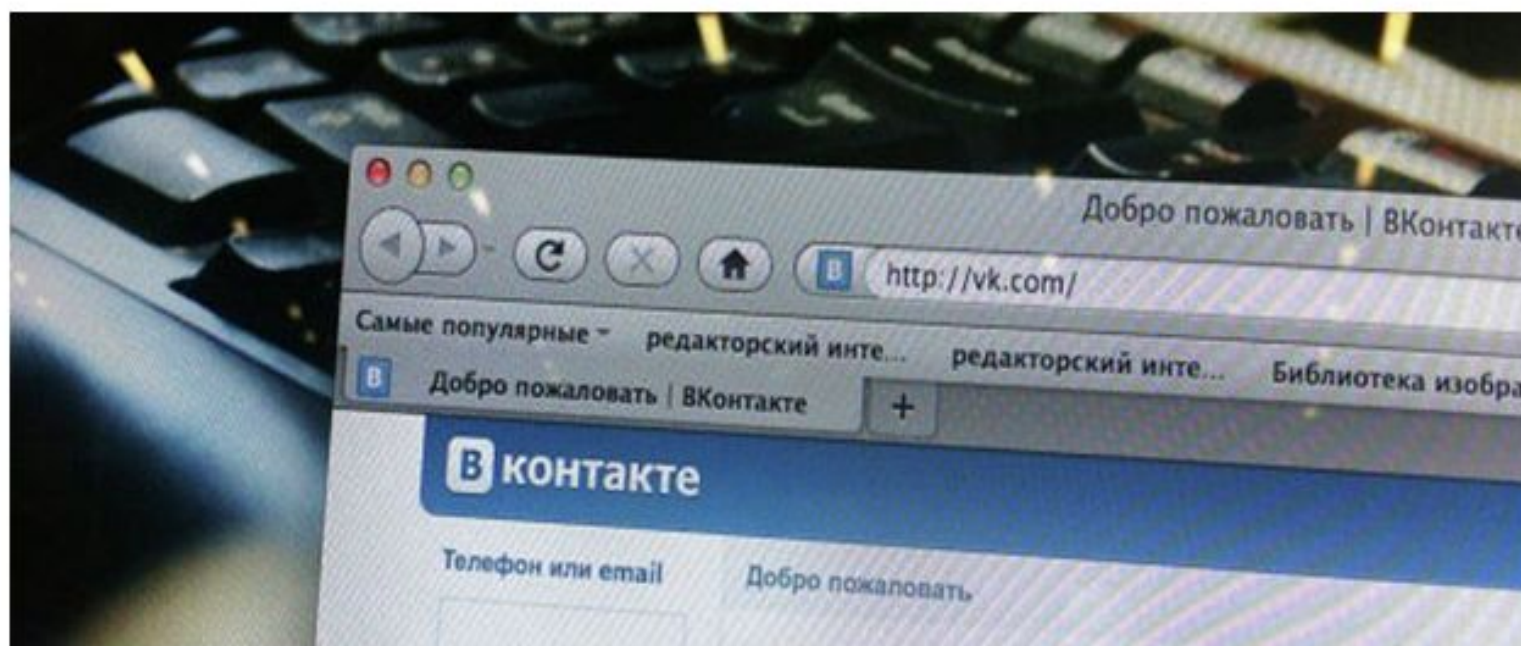 Добро пожаловать | ВКонтакте
http://vk.com/
Самые популярные редакторский инте... редакторский инте... Библиотека изобра
Добро пожаловать | ВКонтакте +
В контакте
Телефон или email Добро пожаловать